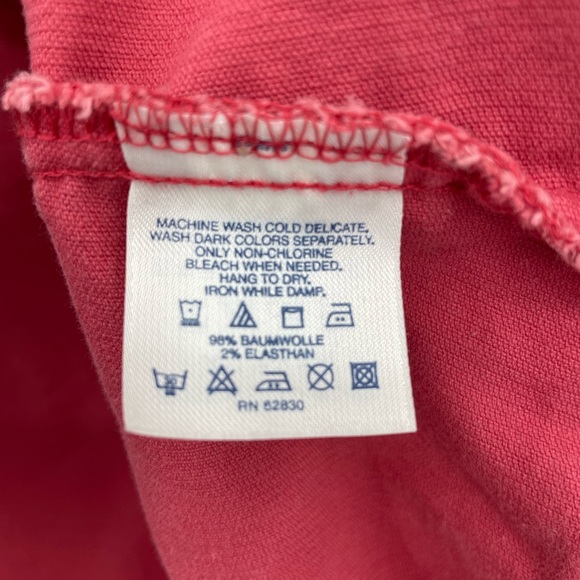 MACHINE WASH COLD DELICATE.
WASH DARK COLORS SEPARATELY.
ONLY NON-CHLORINE
BLEACH WHEN NEEDED.
HANG TO DRY.
IRON WHILE DAMP.
98% BAUMWOLLE
2% ELASTHAN
RN 62830